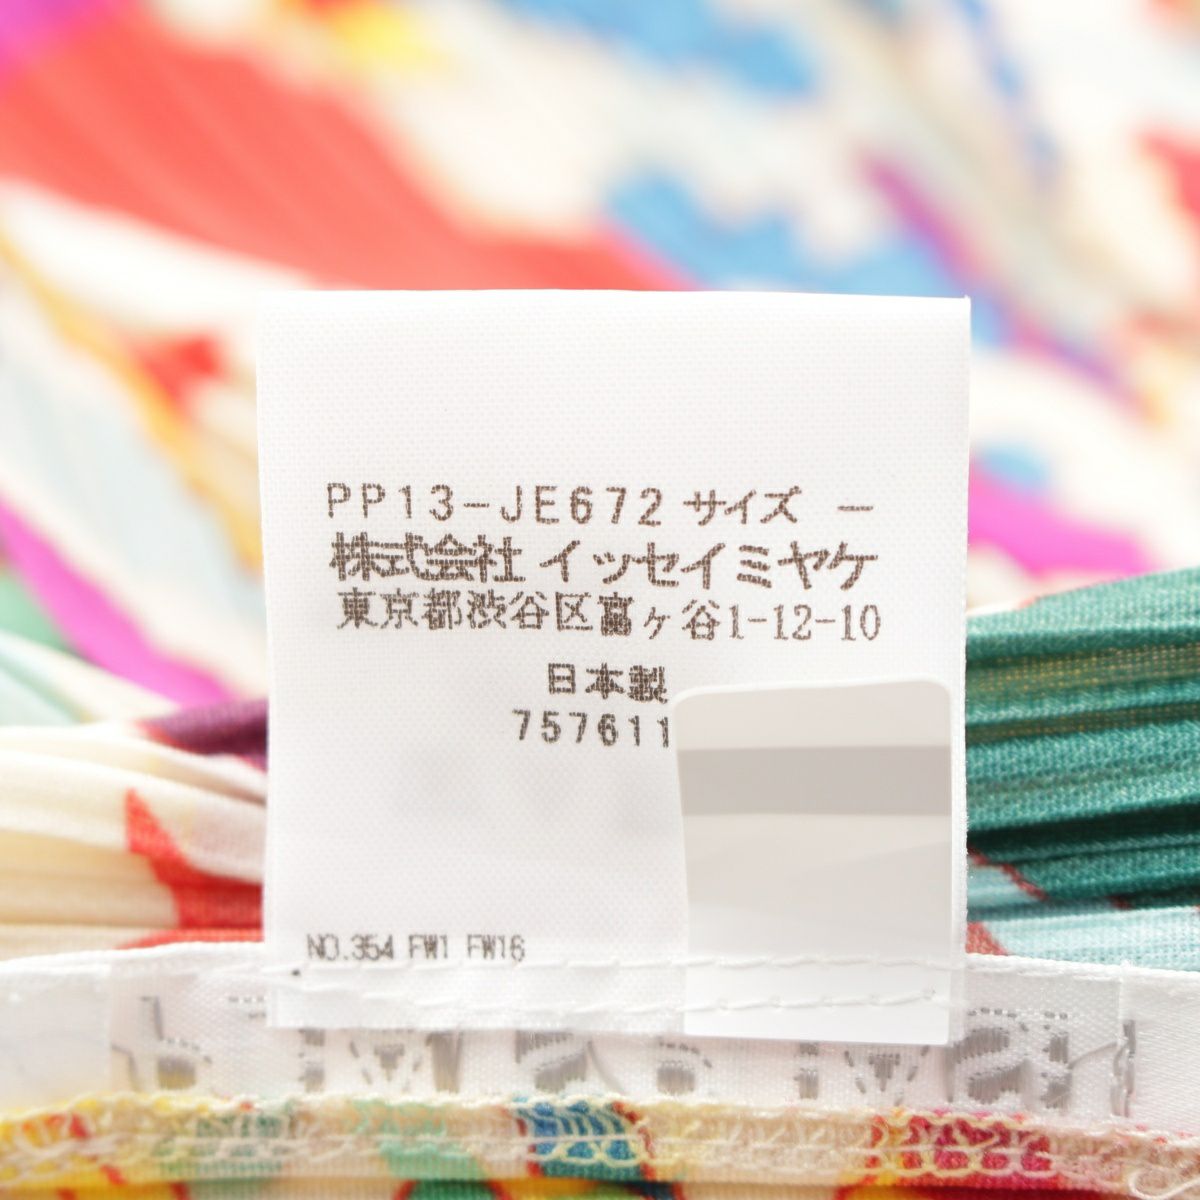 PP13-JE672 サイズ －
株式会社 イッセイミヤケ
東京都渋谷区富ヶ谷1-12-10
日本製
757611
NO.354 FW1 FW16